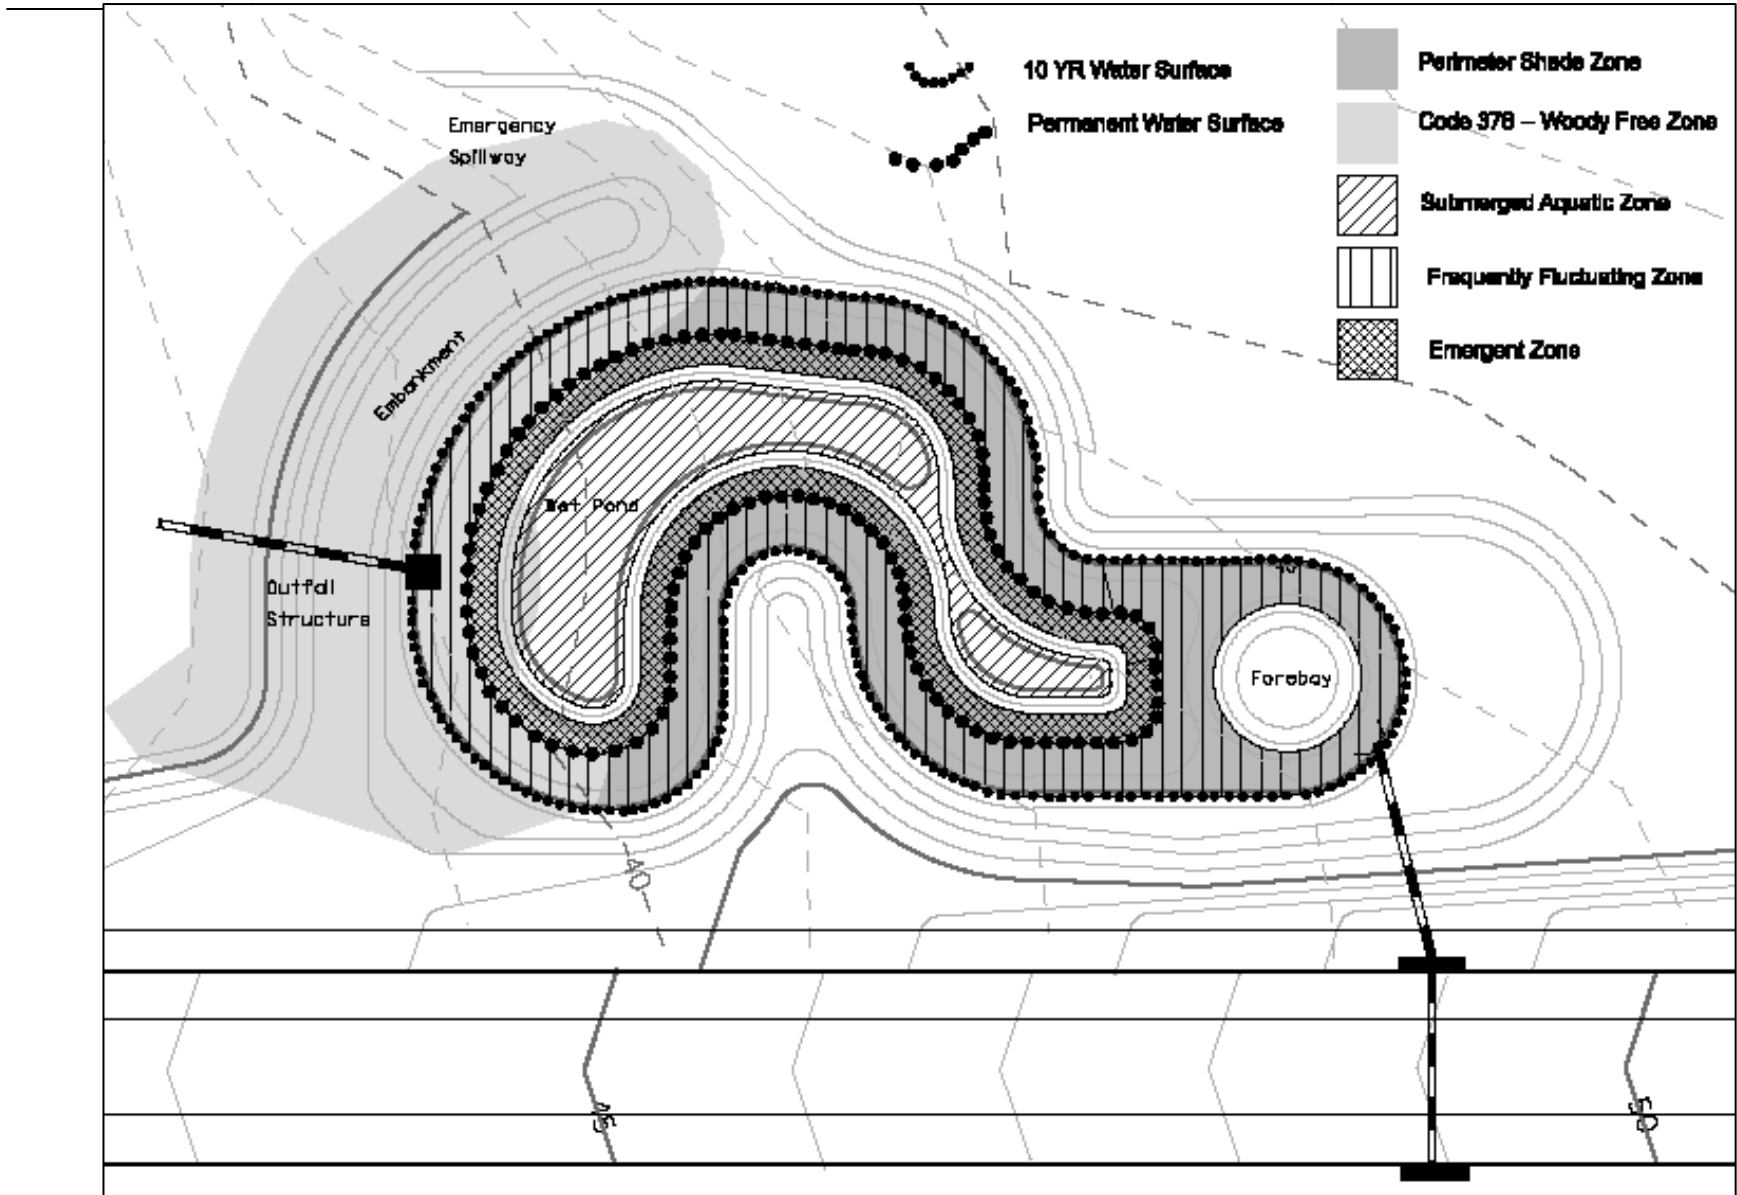 10 YR Water Surface
Permanent Water Surface
Perimeter Shade Zone
Code 378 – Woody Free Zone
Submerged Aquatic Zone
Frequently Fluctuating Zone
Emergent Zone
Emergency
Spillway
Embankment
Wet Pond
Outfall
Structure
Forebay
40
45
50